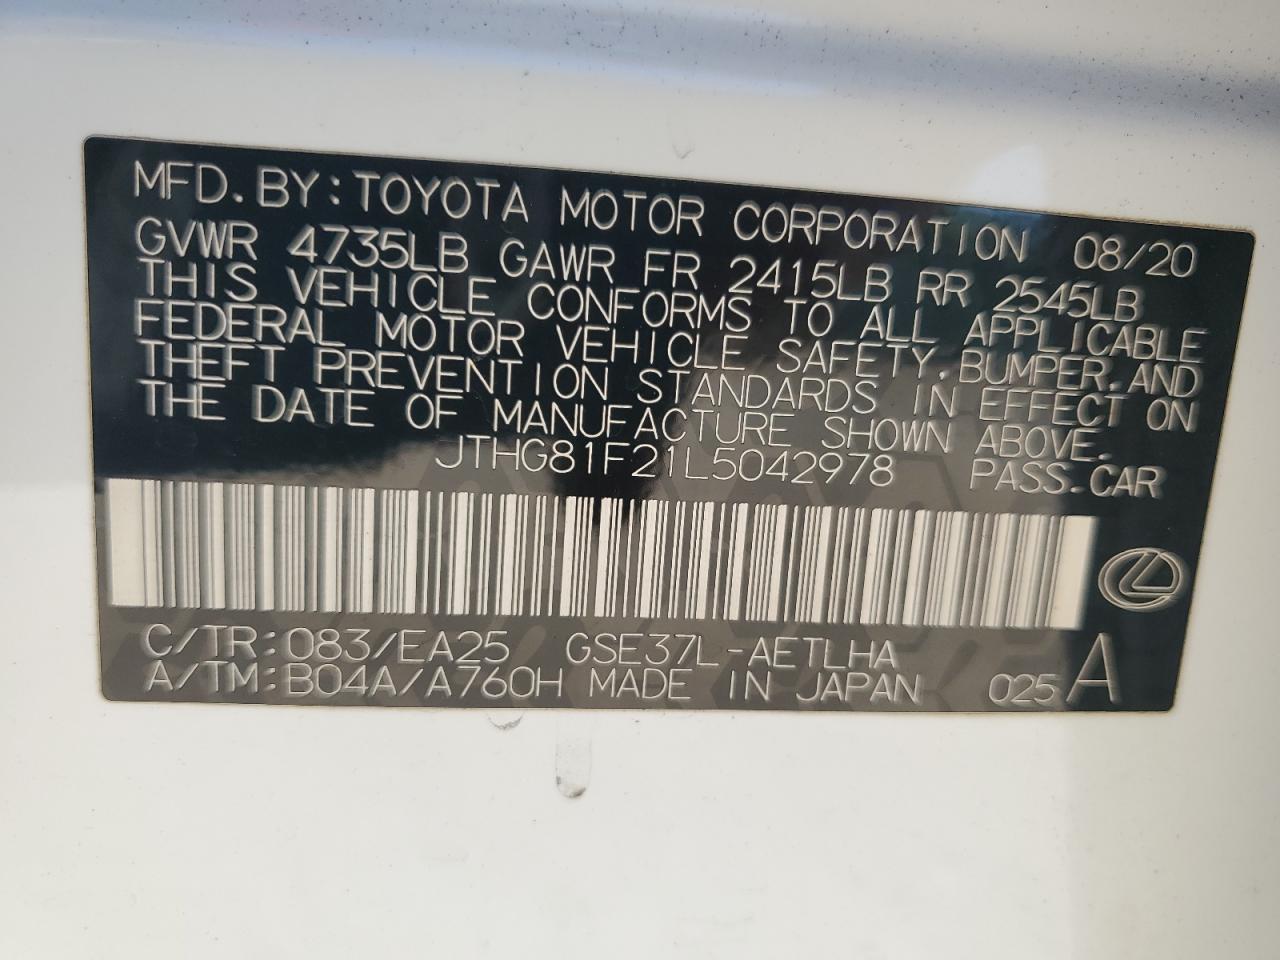 MFD.BY:TOYOTA MOTOR CORPORATION 08/20
GVWR 4735LB GAWR FR 2415LB RR 2545LB
THIS VEHICLE CONFORMS TO ALL APPLICABLE
FEDERAL MOTOR VEHICLE SAFETY,BUMPER,AND
THEFT PREVENTION STANDARDS IN EFFECT ON
THE DATE OF MANUFACTURE SHOWN ABOVE.
JTHG81F21L5042978 PASS.CAR
C/TR:083/EA25 GSE37L-AETLHA
A/TM:B04A/A760H MADE IN JAPAN 025 A